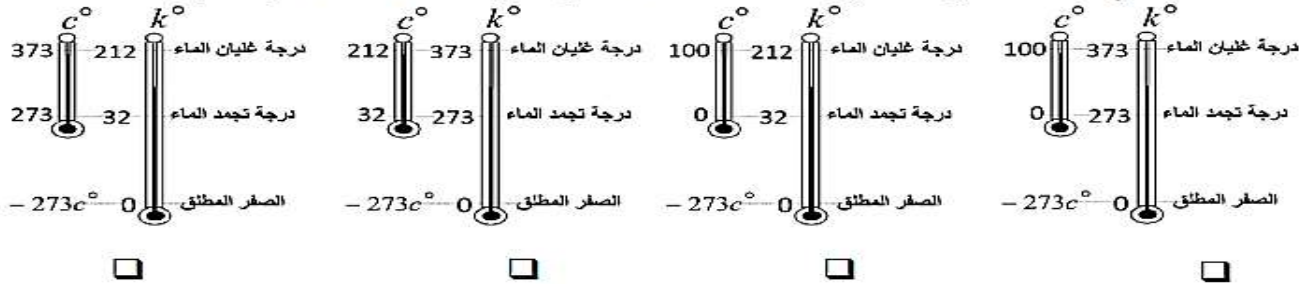 c° k° c° k° c° k° c° k°
373 212 درجة غليان الماء 212 373 درجة غليان الماء 100 212 درجة غليان الماء 100 373 درجة غليان الماء
273 32 درجة تجمد الماء 32 273 درجة تجمد الماء 0 32 درجة تجمد الماء 0 273 درجة تجمد الماء
– 273c° 0 الصفر المطلق – 273c° 0 الصفر المطلق – 273c° 0 الصفر المطلق – 273c° 0 الصفر المطلق